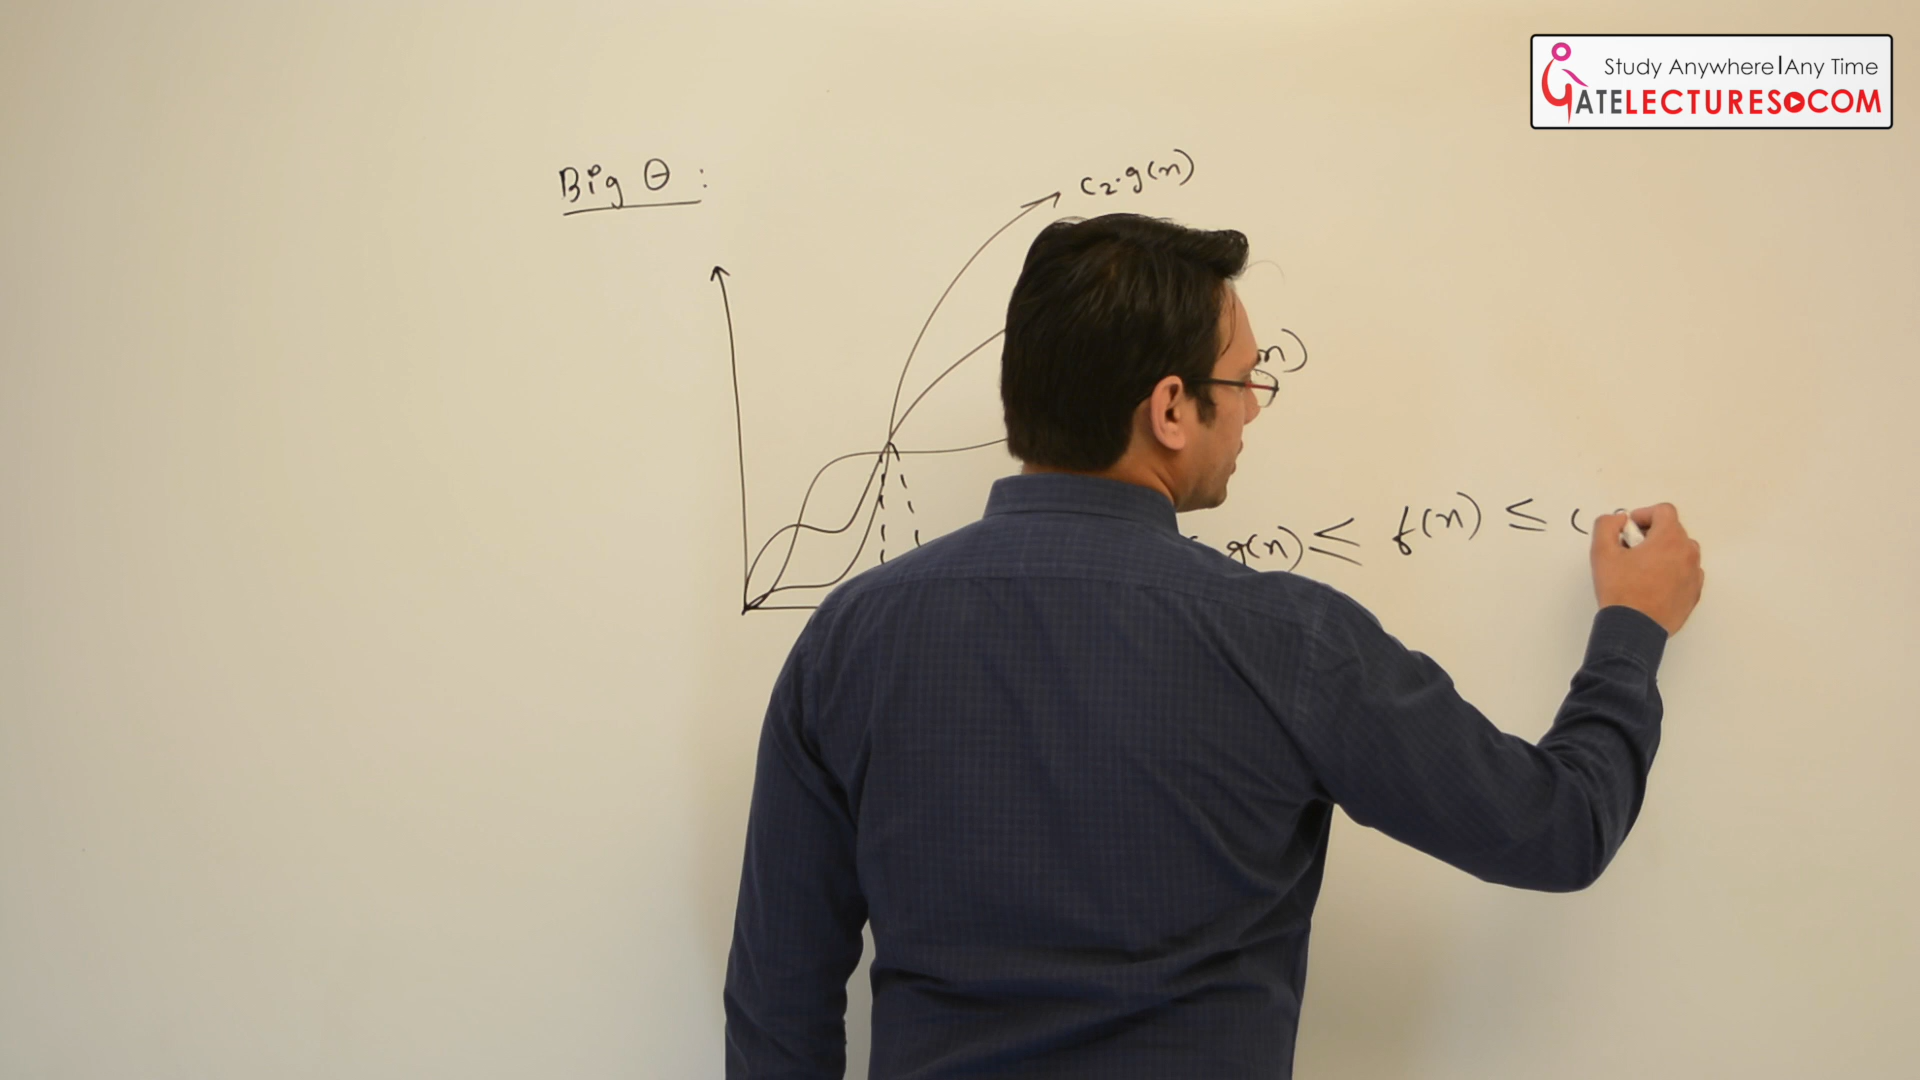 Study Anywhere|Any Time
GATELECTURES.COM
Big Θ :
c₂·g(n)
n)
g(n) ≤ f(n) ≤ c